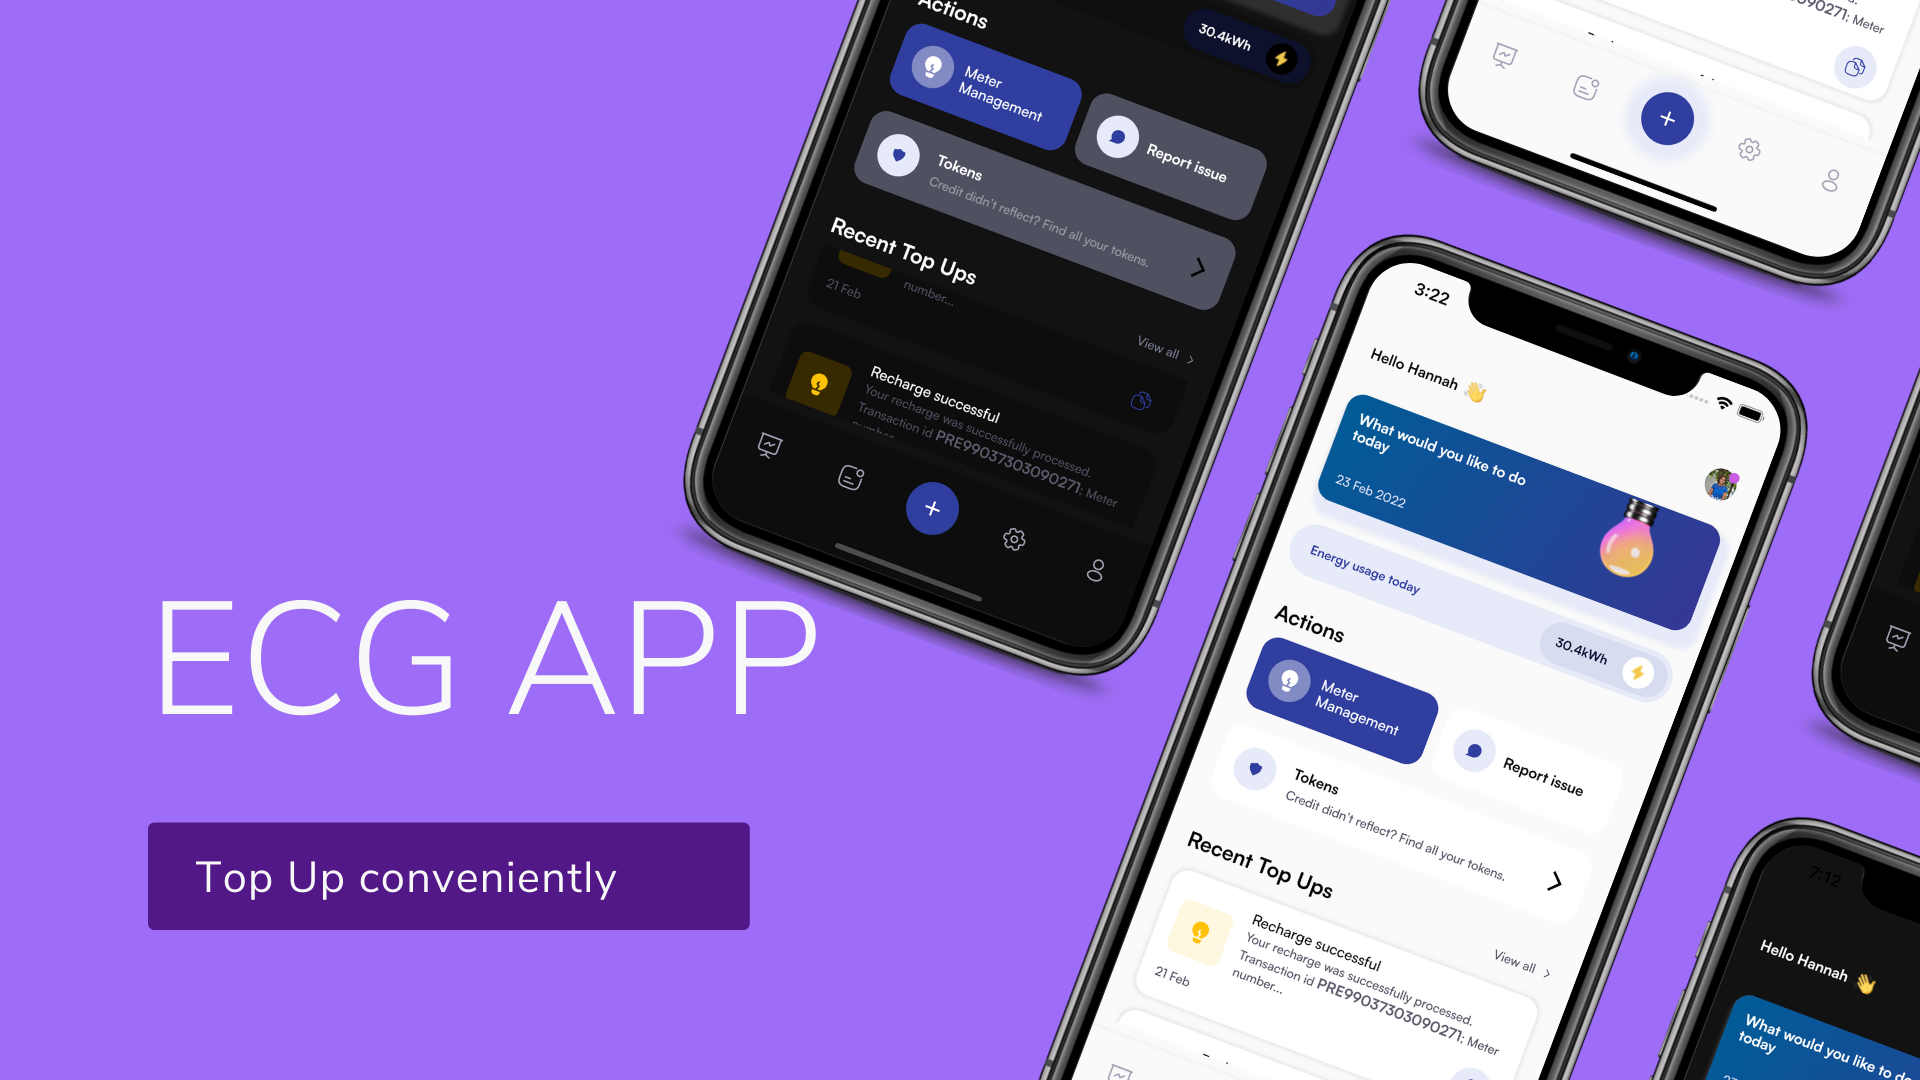 ECG APP
Top Up conveniently
Actions
30.4kWh
Meter
Management
Report issue
Tokens
Credit didn't reflect? Find all your tokens.
Recent Top Ups
number...
21 Feb
View all
Recharge successful
Your recharge was successfully processed.
Transaction id PRE99037303090271; Meter
number...
Meter
3:22
Hello Hannah 👋
What would you like to do
today
23 Feb 2022
Energy usage today
30.4kWh
Actions
Meter
Management
Report issue
Tokens
Credit didn't reflect? Find all your tokens.
Recent Top Ups
View all
Recharge successful
Your recharge was successfully processed.
Transaction id PRE99037303090271; Meter
number...
21 Feb
7:12
Hello Hannah 👋
What would you like to do
today